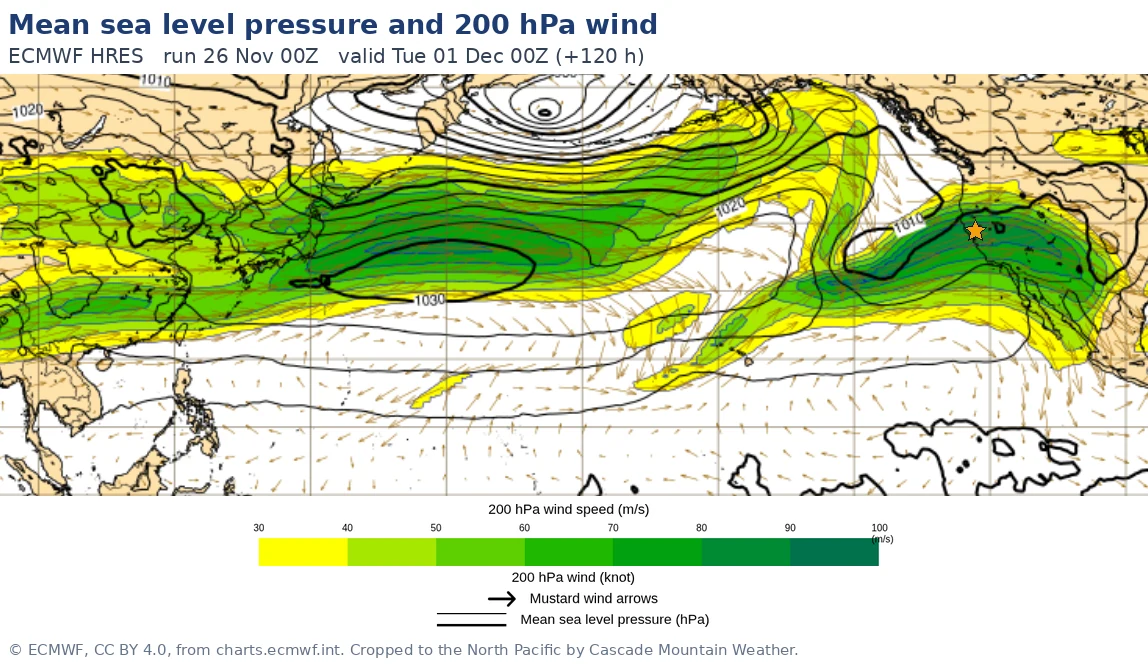 Mean sea level pressure and 200 hPa wind
ECMWF HRES run 26 Nov 00Z valid Tue 01 Dec 00Z (+120 h)
1010
1020
1020
1010
1030
200 hPa wind speed (m/s)
30 40 50 60 70 80 90 100
(m/s)
200 hPa wind (knot)
Mustard wind arrows
Mean sea level pressure (hPa)
© ECMWF, CC BY 4.0, from charts.ecmwf.int. Cropped to the North Pacific by Cascade Mountain Weather.